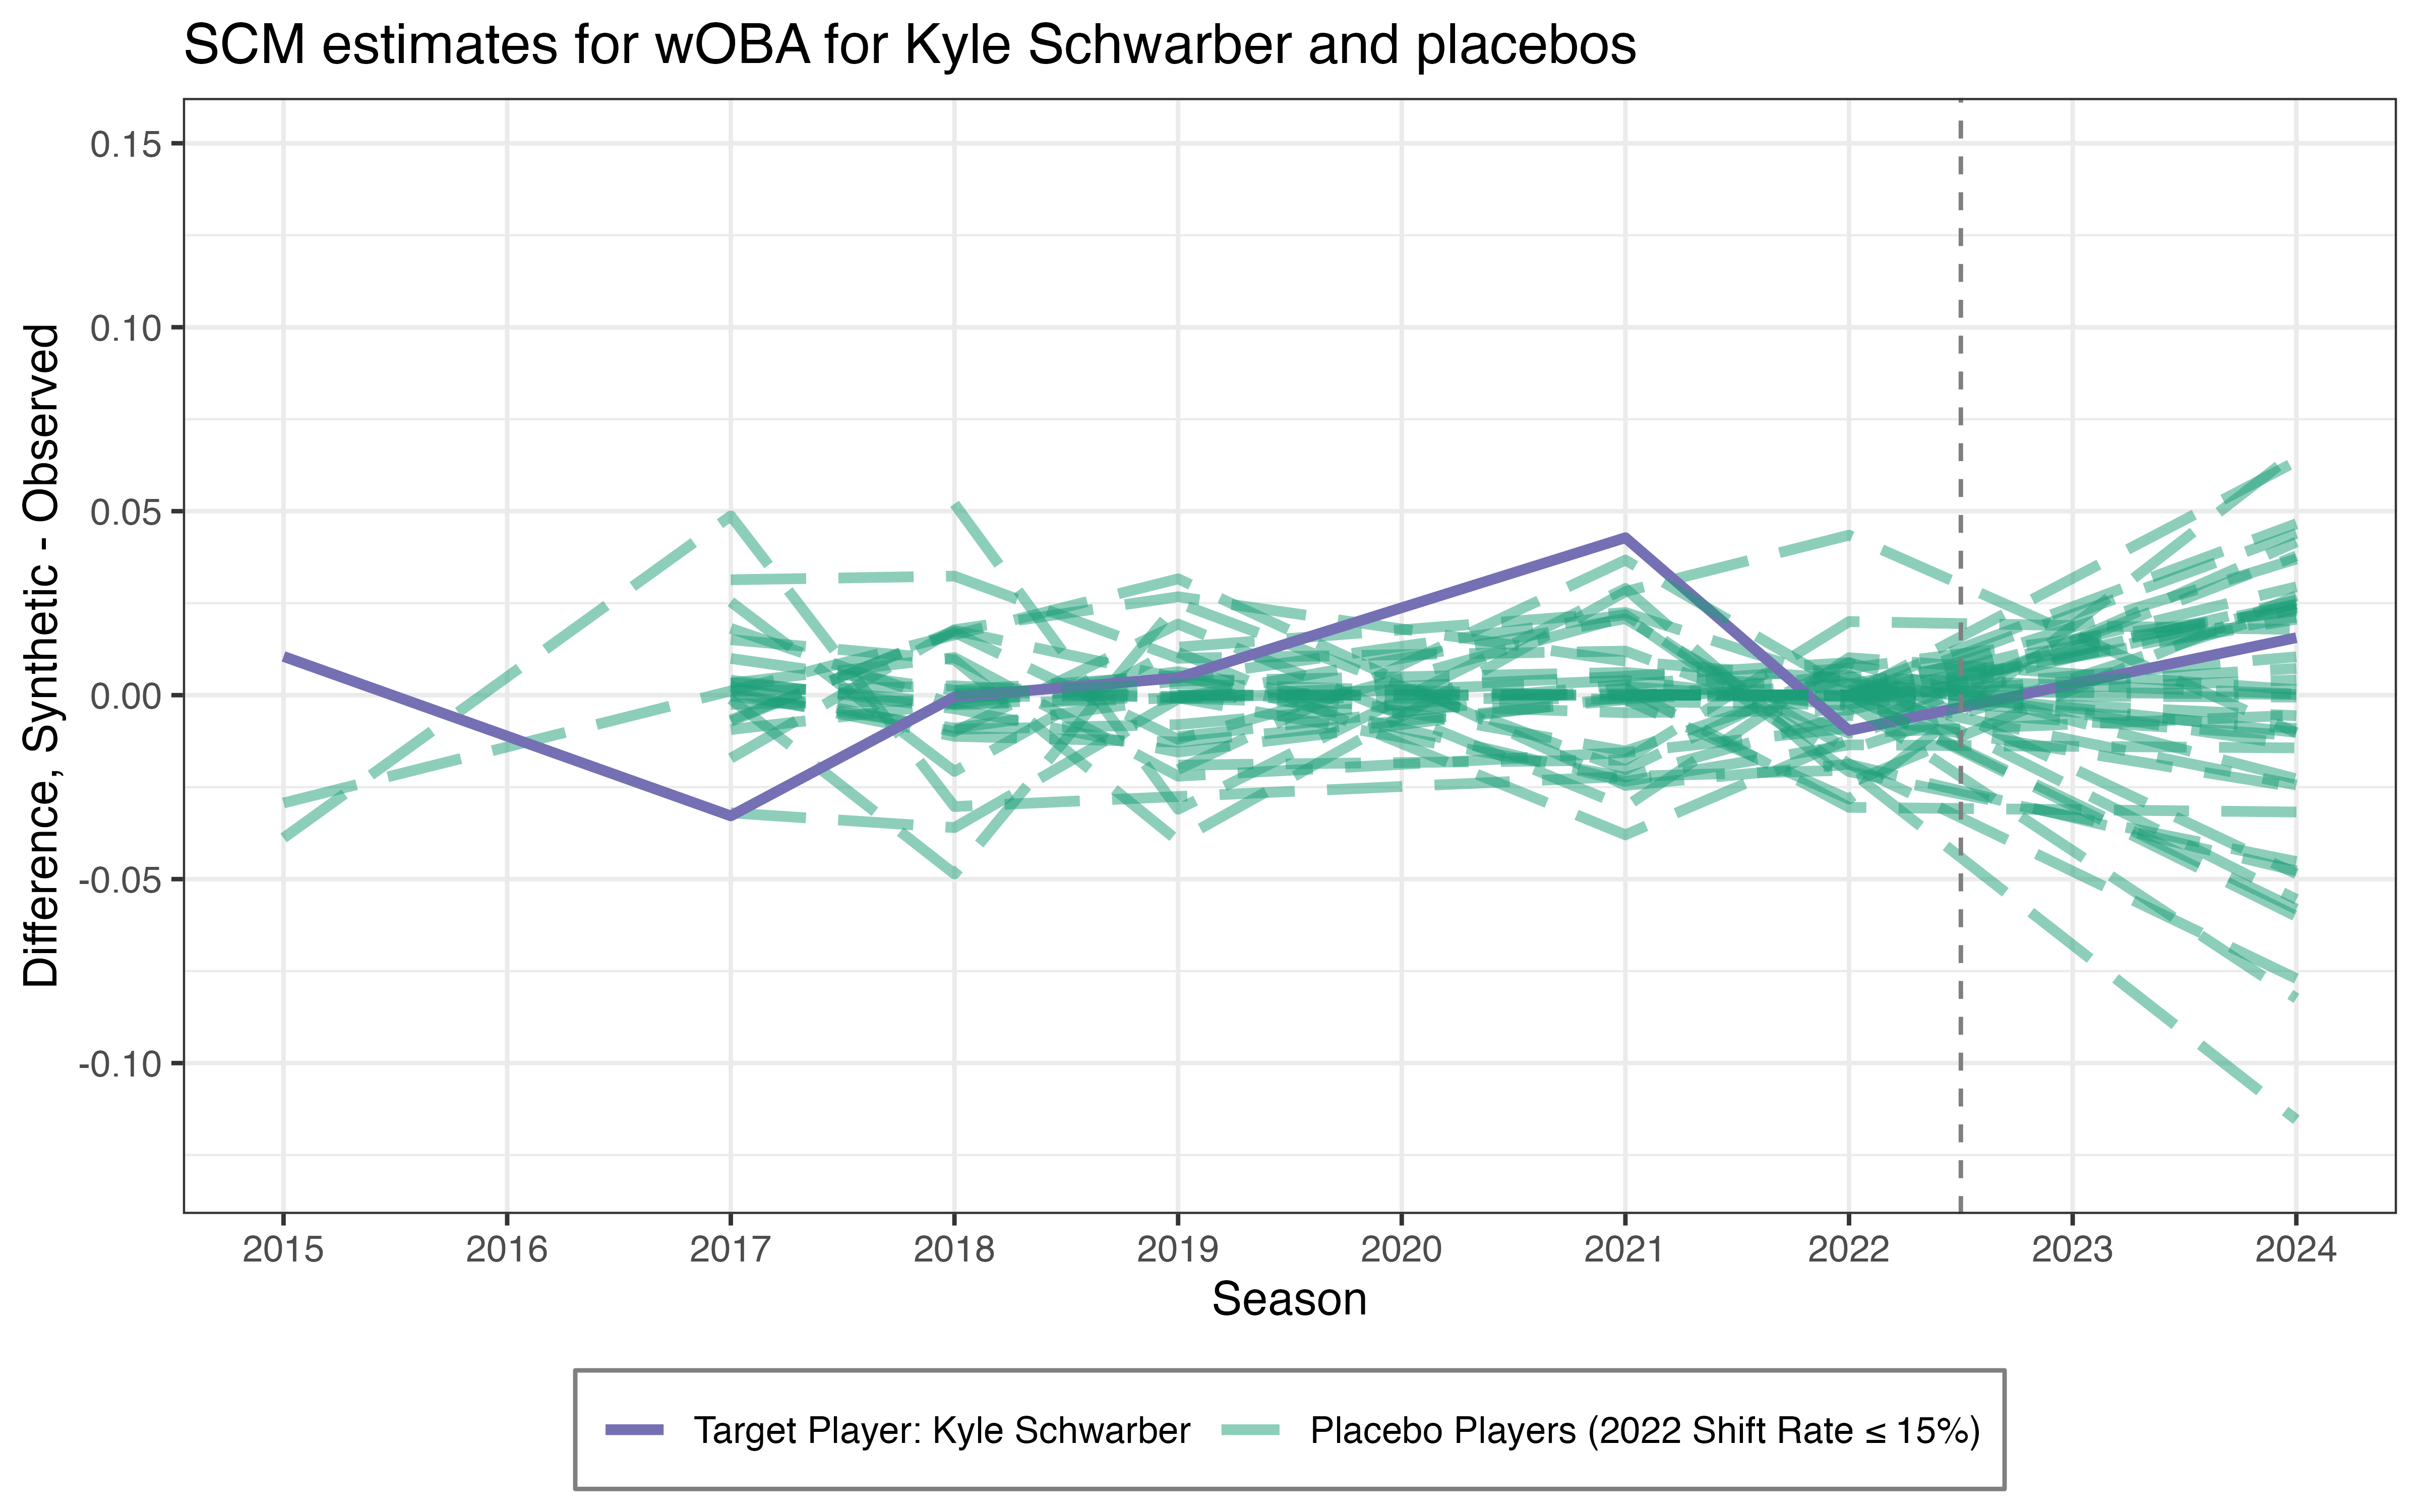 SCM estimates for wOBA for Kyle Schwarber and placebos
Difference, Synthetic - Observed
0.15
0.10
0.05
0.00
-0.05
-0.10
2015 2016 2017 2018 2019 2020 2021 2022 2023 2024
Season
Target Player: Kyle Schwarber Placebo Players (2022 Shift Rate ≤ 15%)